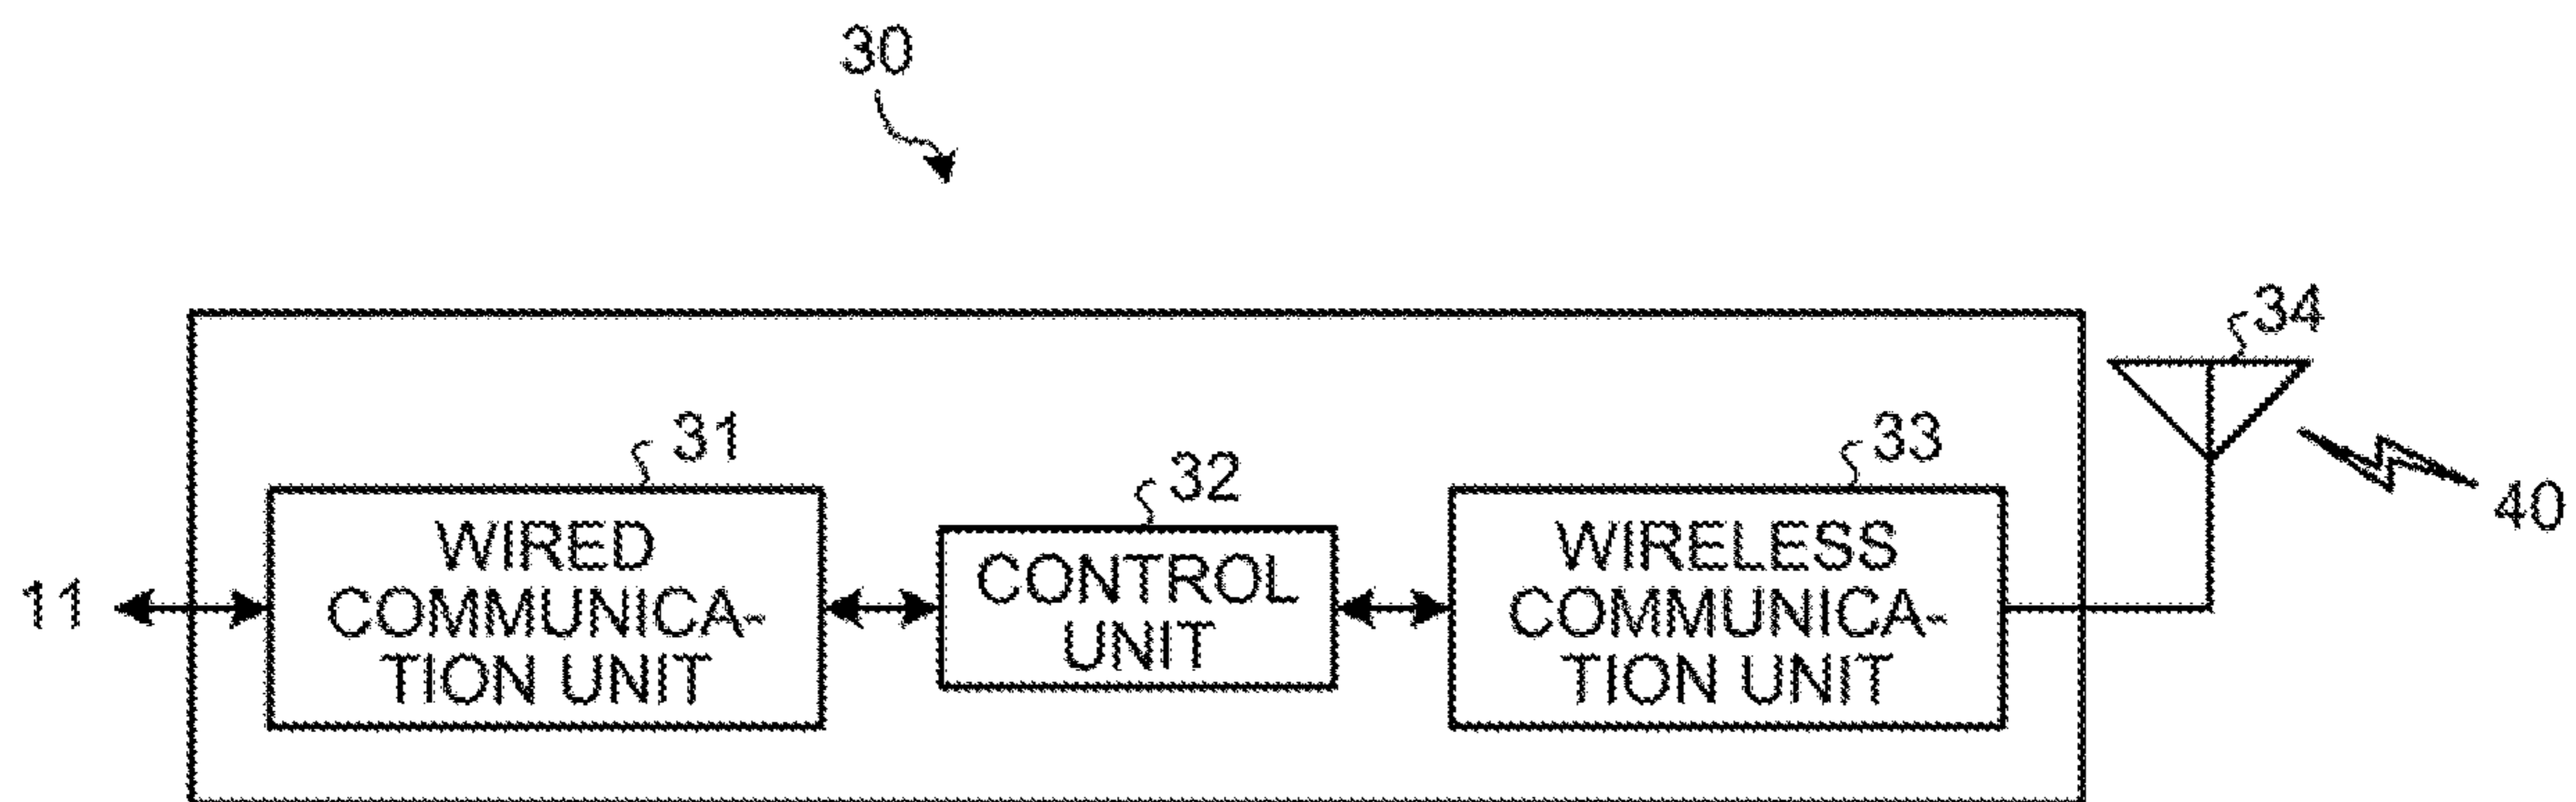 30
34
31
33
32
40
WIRED
COMMUNICA-
TION UNIT
CONTROL
UNIT
WIRELESS
COMMUNICA-
TION UNIT
11